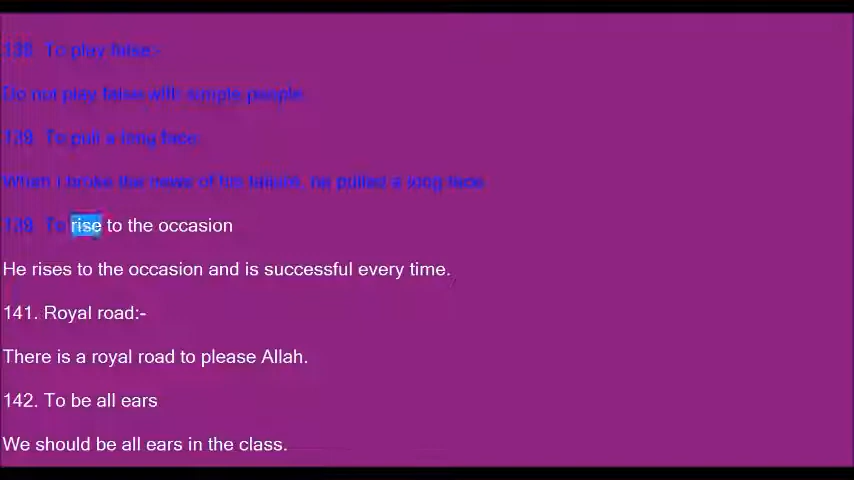 138. To play false:-
Do not play false with simple people.
139. To pull a long face:
When I broke the news of his failure, he pulled a long face.
139. To rise to the occasion
He rises to the occasion and is successful every time.
141. Royal road:-
There is a royal road to please Allah.
142. To be all ears
We should be all ears in the class.